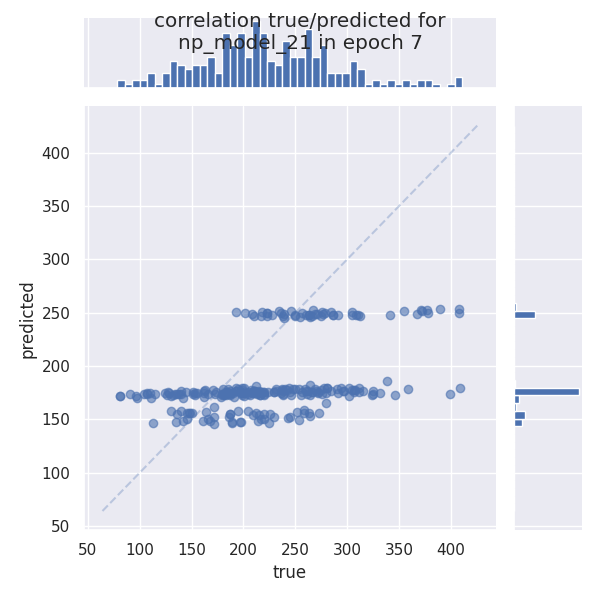 correlation true/predicted for
np_model_21 in epoch 7
400
350
300
250
200
150
100
50
predicted
50 100 150 200 250 300 350 400
true